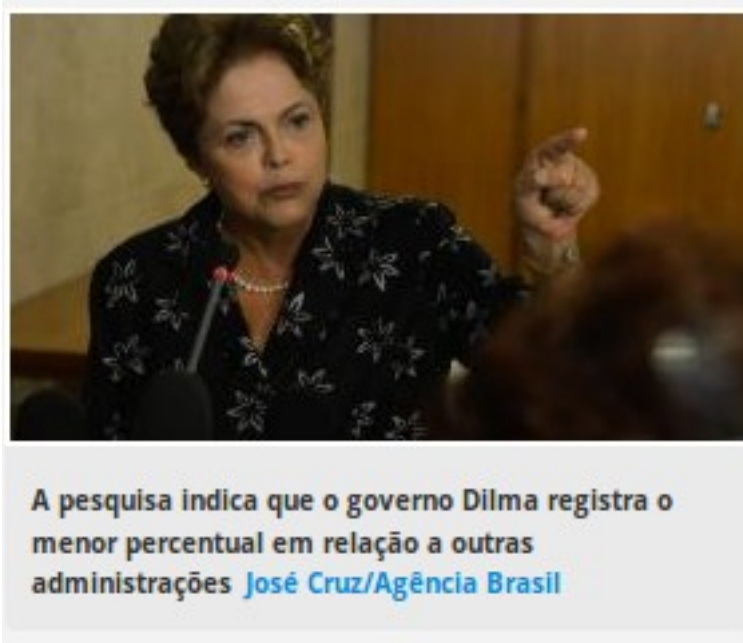 A pesquisa indica que o governo Dilma registra o
menor percentual em relação a outras
administrações José Cruz/Agência Brasil